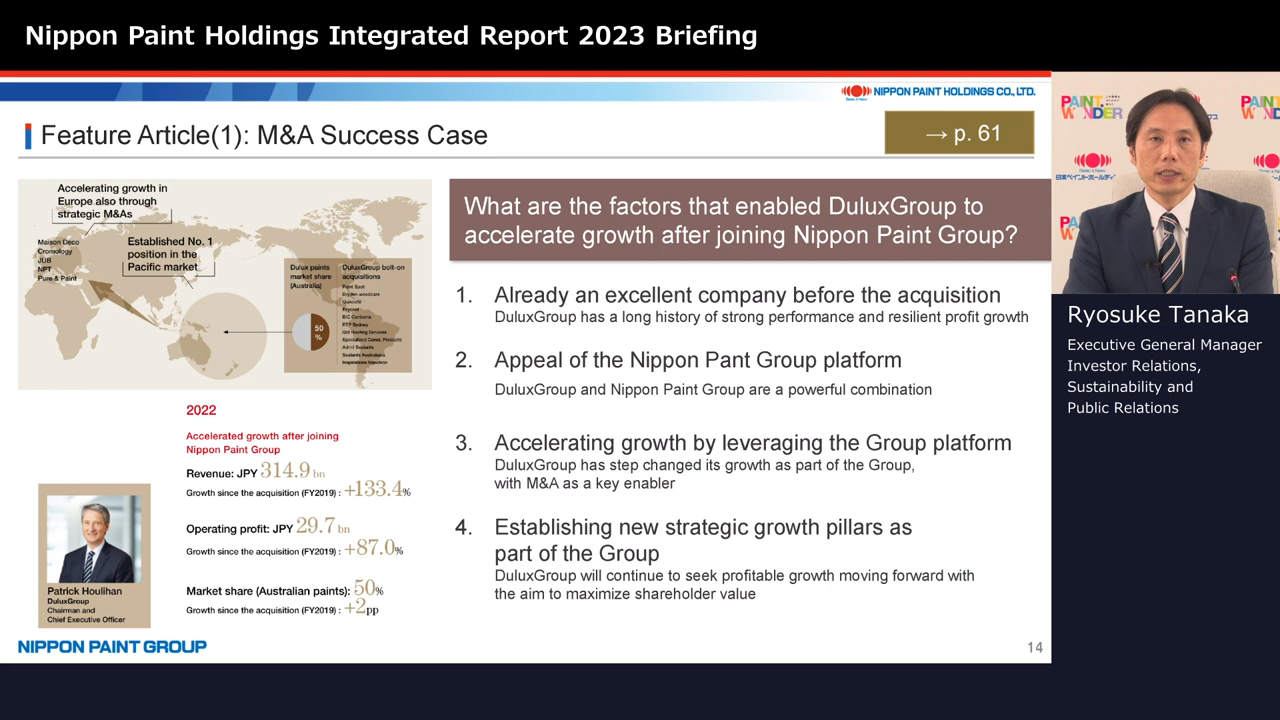 Nippon Paint Holdings Integrated Report 2023 Briefing
NIPPON PAINT HOLDINGS CO., LTD.
Feature Article(1): M&A Success Case
→ p. 61
Accelerating growth in
Europe also through
strategic M&As
Maison Deco
Cromology
JUB
NPT
Pure & Paint
Established No. 1
position in the
Pacific market
Dulux paints
market share
(Australia)
50
%
DuluxGroup bolt-on
acquisitions
Paint Spot
RTP Sydney
Specialized Const. Products
2022
Accelerated growth after joining
Nippon Paint Group
Revenue: JPY 314.9 bn
Growth since the acquisition (FY2019) : +133.4%
Operating profit: JPY 29.7 bn
Growth since the acquisition (FY2019) : +87.0%
Market share (Australian paints): 50%
Growth since the acquisition (FY2019) : +2pp
Patrick Houlihan
DuluxGroup
Chairman and
Chief Executive Officer
What are the factors that enabled DuluxGroup to
accelerate growth after joining Nippon Paint Group?
1. Already an excellent company before the acquisition
DuluxGroup has a long history of strong performance and resilient profit growth
2. Appeal of the Nippon Pant Group platform
DuluxGroup and Nippon Paint Group are a powerful combination
3. Accelerating growth by leveraging the Group platform
DuluxGroup has step changed its growth as part of the Group,
with M&A as a key enabler
4. Establishing new strategic growth pillars as
part of the Group
DuluxGroup will continue to seek profitable growth moving forward with
the aim to maximize shareholder value
NIPPON PAINT GROUP
14
PAINT
WONDER
Ryosuke Tanaka
Executive General Manager
Investor Relations,
Sustainability and
Public Relations